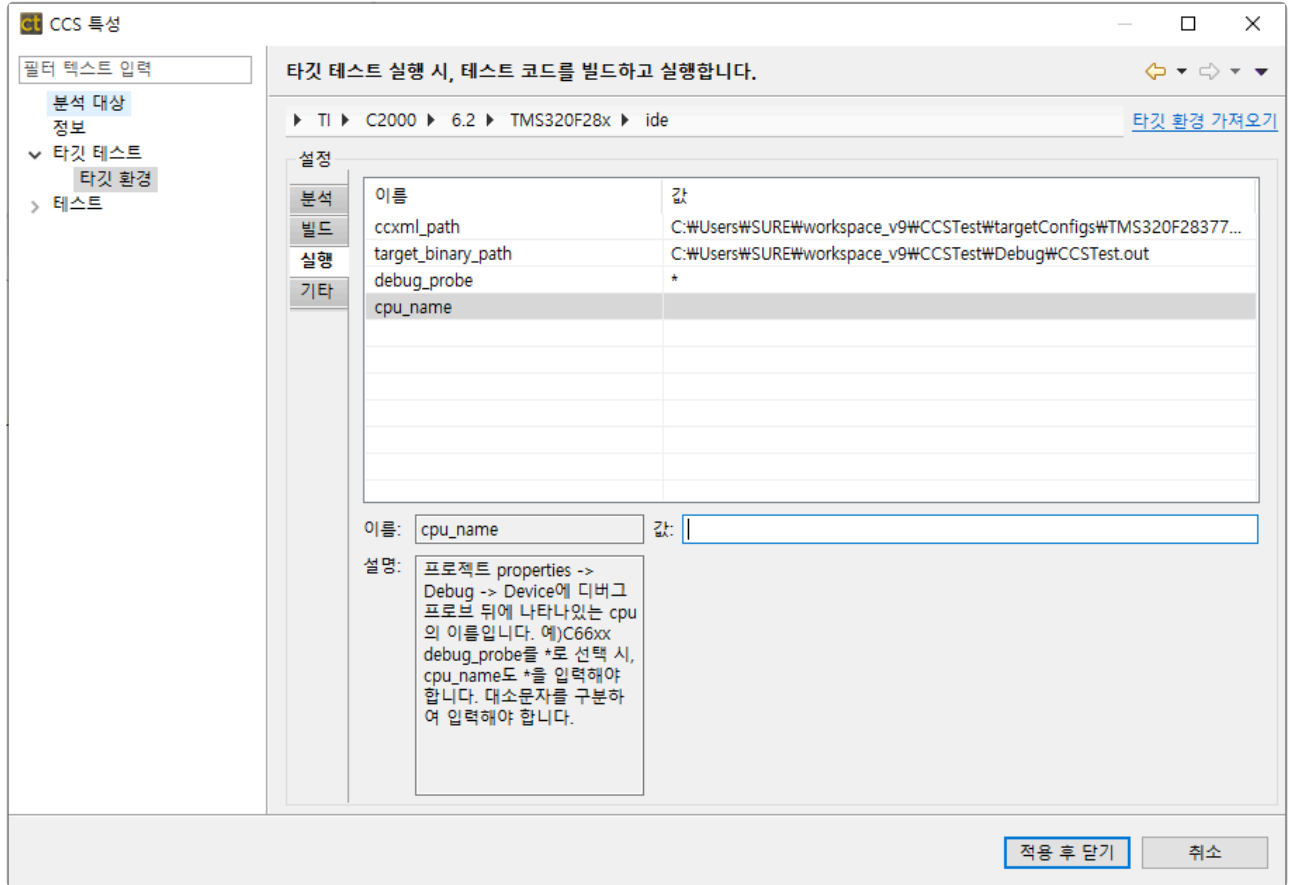 ct CCS 특성
필터 텍스트 입력
분석 대상
정보
타깃 테스트
타깃 환경
테스트
타깃 테스트 실행 시, 테스트 코드를 빌드하고 실행합니다.
TI C2000 6.2 TMS320F28x ide
타깃 환경 가져오기
설정
분석
빌드
실행
기타
이름 값
ccxml_path C:₩Users₩SURE₩workspace_v9₩CCSTest₩targetConfigs₩TMS320F28377...
target_binary_path C:₩Users₩SURE₩workspace_v9₩CCSTest₩Debug₩CCSTest.out
debug_probe *
cpu_name
이름: cpu_name 값:
설명:
프로젝트 properties ->
Debug -> Device에 디버그
프로브 뒤에 나타나있는 cpu
의 이름입니다. 예)C66xx
debug_probe를 *로 선택 시,
cpu_name도 *을 입력해야
합니다. 대소문자를 구분하
여 입력해야 합니다.
적용 후 닫기 취소